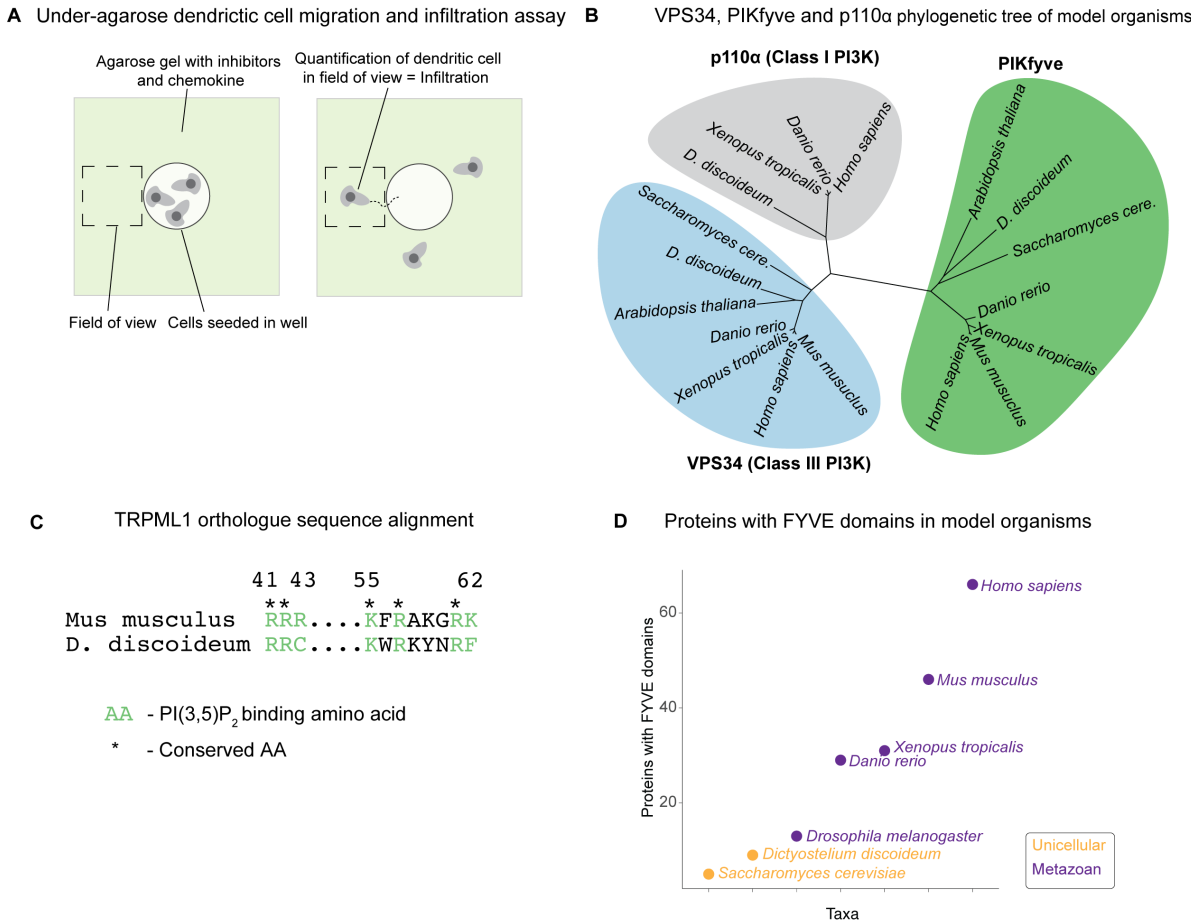 A Under-agarose dendrictic cell migration and infiltration assay
Agarose gel with inhibitors
and chemokine
Quantification of dendritic cell
in field of view = Infiltration
Field of view
Cells seeded in well
B VPS34, PIKfyve and p110α phylogenetic tree of model organisms
p110α (Class I PI3K)
D. discoideum
Xenopus tropicalis
Danio rerio
Homo sapiens
PIKfyve
Arabidopsis thaliana
D. discoideum
Saccharomyces cere.
Danio rerio
Xenopus tropicalis
Mus musuclus
Homo sapiens
Saccharomyces cere.
D. discoideum
Arabidopsis thaliana
Danio rerio
Xenopus tropicalis
Homo sapiens
Mus musuclus
VPS34 (Class III PI3K)
C TRPML1 orthologue sequence alignment
41 43 55 62
** * * *
Mus musculus RRR....KFRAKGRK
D. discoideum RRC....KWRKYNRF
AA - PI(3,5)P2 binding amino acid
* - Conserved AA
D Proteins with FYVE domains in model organisms
Proteins with FYVE domains
60
40
20
Homo sapiens
Mus musculus
Xenopus tropicalis
Danio rerio
Drosophila melanogaster
Dictyostelium discoideum
Saccharomyces cerevisiae
Unicellular
Metazoan
Taxa